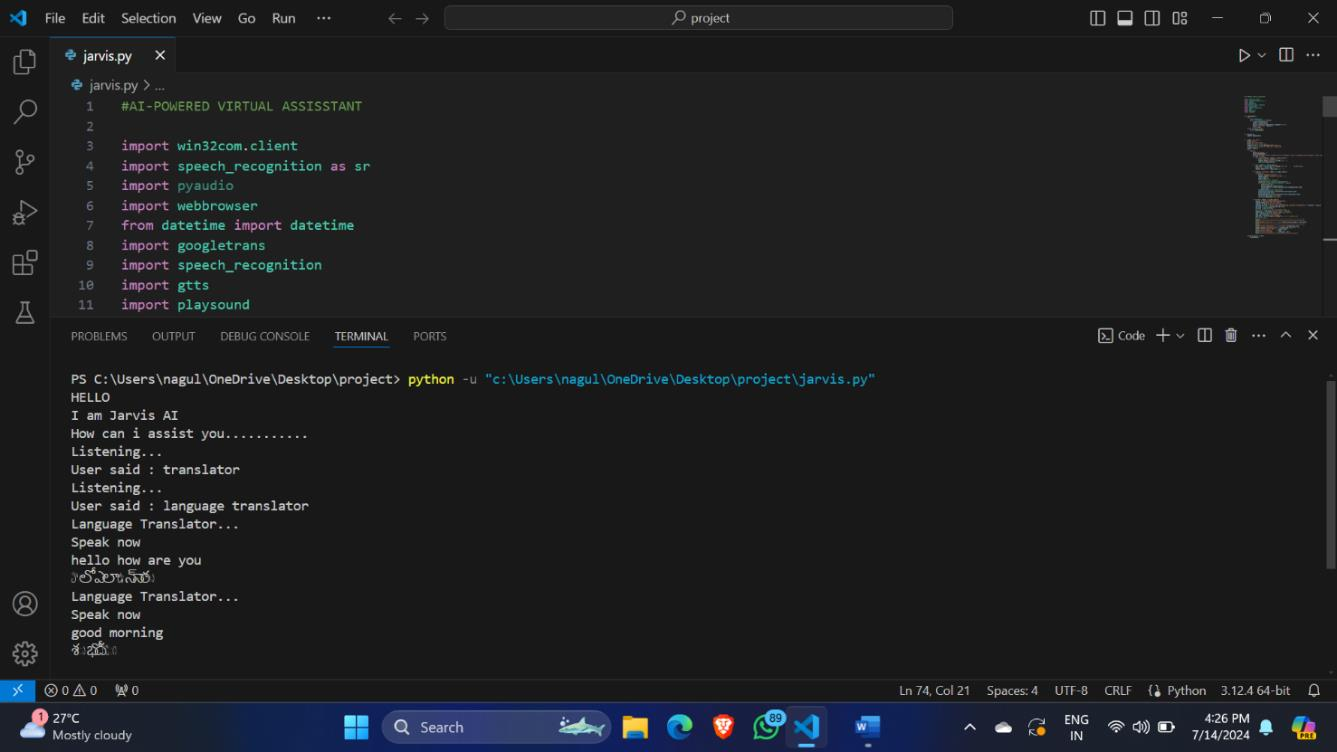 File Edit Selection View Go Run ... project
jarvis.py
jarvis.py > ...
1 #AI-POWERED VIRTUAL ASSISSTANT
2
3 import win32com.client
4 import speech_recognition as sr
5 import pyaudio
6 import webbrowser
7 from datetime import datetime
8 import googletrans
9 import speech_recognition
10 import gtts
11 import playsound
PROBLEMS OUTPUT DEBUG CONSOLE TERMINAL PORTS Code
PS C:\Users\nagul\OneDrive\Desktop\project> python -u "c:\Users\nagul\OneDrive\Desktop\project\jarvis.py"
HELLO
I am Jarvis AI
How can i assist you...........
Listening...
User said : translator
Listening...
User said : language translator
Language Translator...
Speak now
hello how are you
Language Translator...
Speak now
good morning
0 0 0 Ln 74, Col 21 Spaces: 4 UTF-8 CRLF Python 3.12.4 64-bit
1 27°C
Mostly cloudy
Search
89
ENG
IN
4:26 PM
7/14/2024
PRE